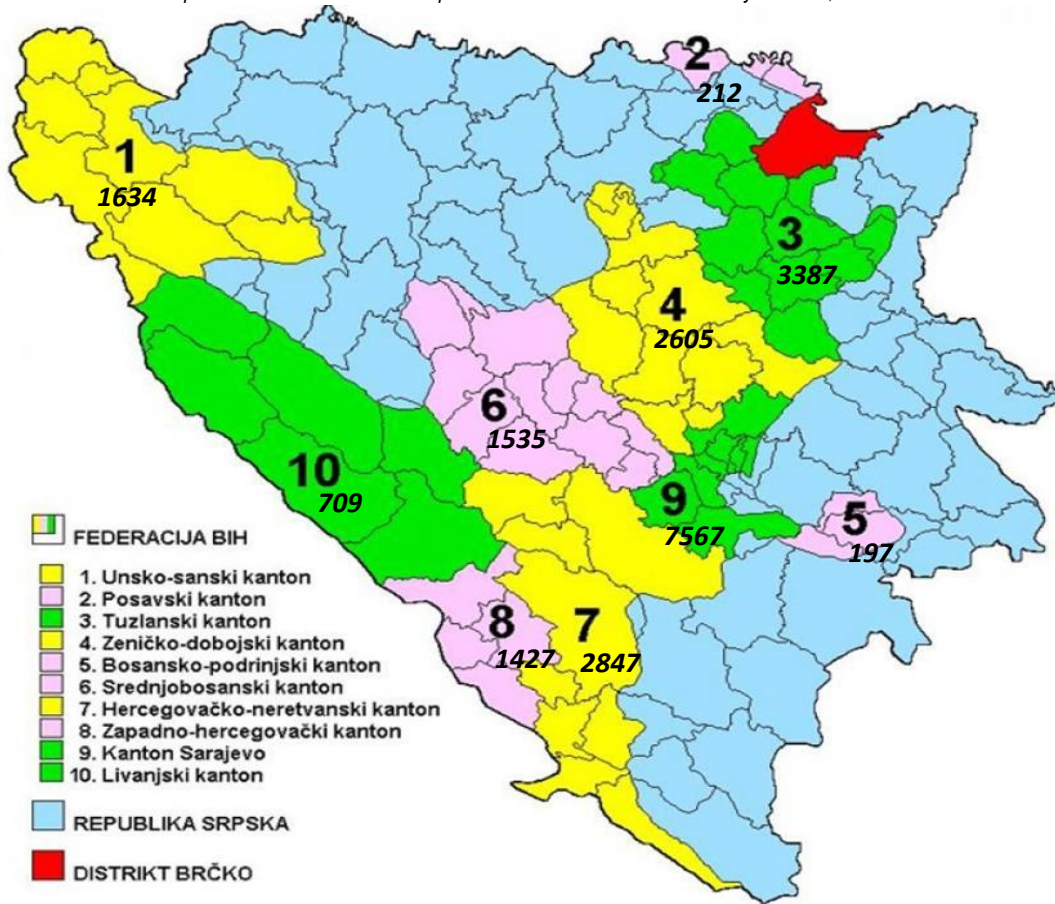 2
212
1
1634
3
3387
4
2605
6
1535
10
709
9
7567
5
197
8
1427
7
2847
FEDERACIJA BIH
1. Unsko-sanski kanton
2. Posavski kanton
3. Tuzlanski kanton
4. Zeničko-dobojski kanton
5. Bosansko-podrinjski kanton
6. Srednjobosanski kanton
7. Hercegovačko-neretvanski kanton
8. Zapadno-hercegovački kanton
9. Kanton Sarajevo
10. Livanjski kanton
REPUBLIKA SRPSKA
DISTRIKT BRČKO